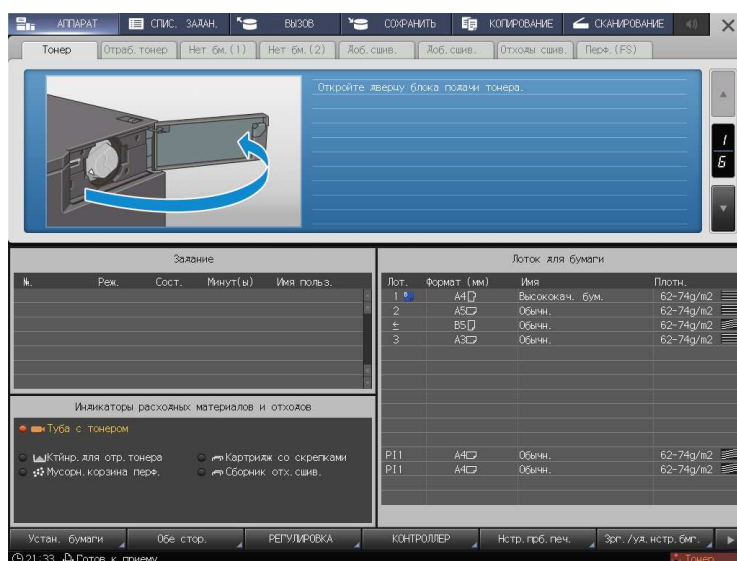 АППАРАТ СПИС. ЗАДАН. ВЫЗОВ СОХРАНИТЬ КОПИРОВАНИЕ СКАНИРОВАНИЕ
Тонер Отраб. тонер Нет бм.(1) Нет бм.(2) Доб. сшив. Доб. сшив. Отходы сшив. Перф.(FS)
Откройте дверцу блока подачи тонера.
1
6
Задание
№. Реж. Сост. Минут(ы) Имя польз.
Лоток для бумаги
Лот. Формат (мм) Имя Плотн.
1 A4 Высококач. бум. 62-74g/m2
2 A5 Обычн. 62-74g/m2
B5 Обычн. 62-74g/m2
3 A3 Обычн. 62-74g/m2
PI1 A4 Обычн. 62-74g/m2
PI1 A4 Обычн. 62-74g/m2
Индикаторы расходных материалов и отходов
Туба с тонером
Ктйнр. для отр. тонера Картридж со скрепками
Мусорн. корзина перф. Сборник отх. сшив.
Устан. бумаги Обе стор. РЕГУЛИРОВКА КОНТРОЛЛЕР Нстр. прб. печ. Згр./уд. нстр. бмг.
21:33 Готов к приему Тонер